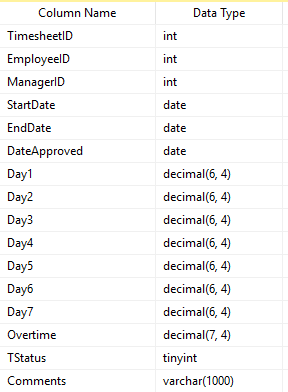 Column Name Data Type
TimesheetID int
EmployeeID int
ManagerID int
StartDate date
EndDate date
DateApproved date
Day1 decimal(6, 4)
Day2 decimal(6, 4)
Day3 decimal(6, 4)
Day4 decimal(6, 4)
Day5 decimal(6, 4)
Day6 decimal(6, 4)
Day7 decimal(6, 4)
Overtime decimal(7, 4)
TStatus tinyint
Comments varchar(1000)